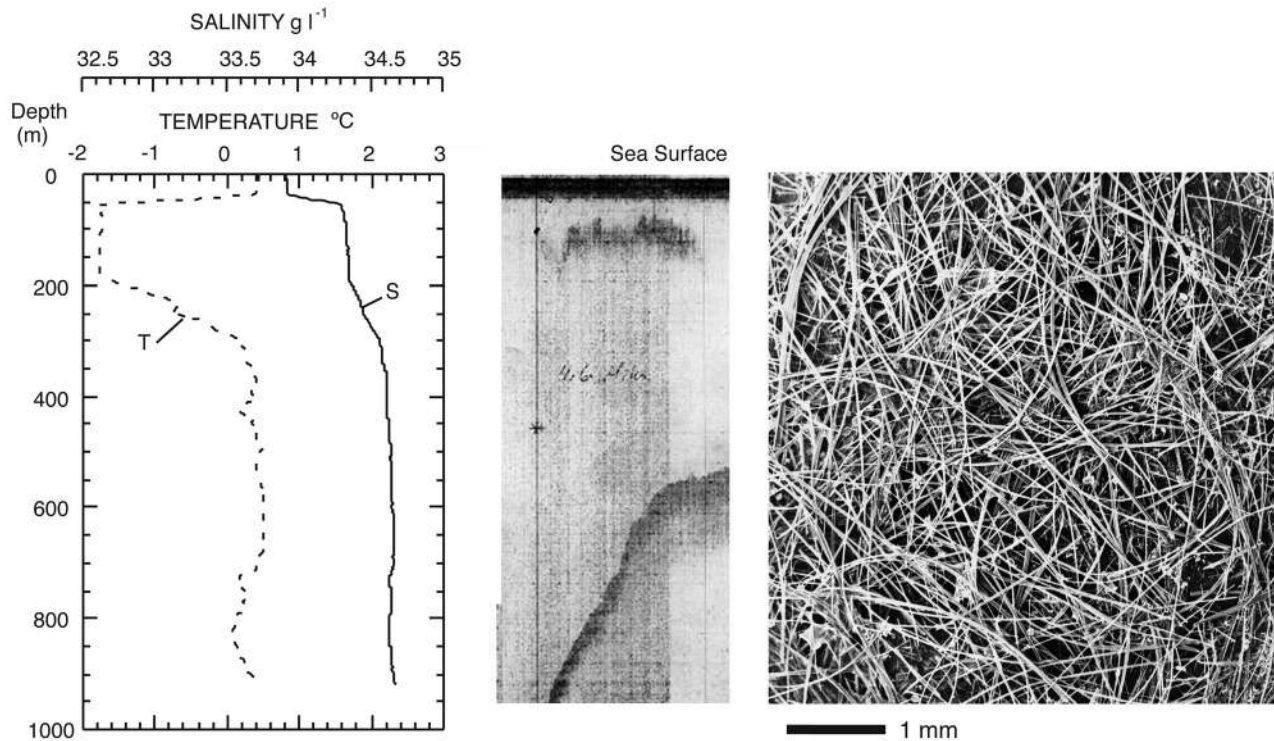 SALINITY g l⁻¹
32.5 33 33.5 34 34.5 35
Depth
(m)
TEMPERATURE ºC
-2 -1 0 1 2 3
0
200
400
600
800
1000
S
T
Sea Surface
1 mm